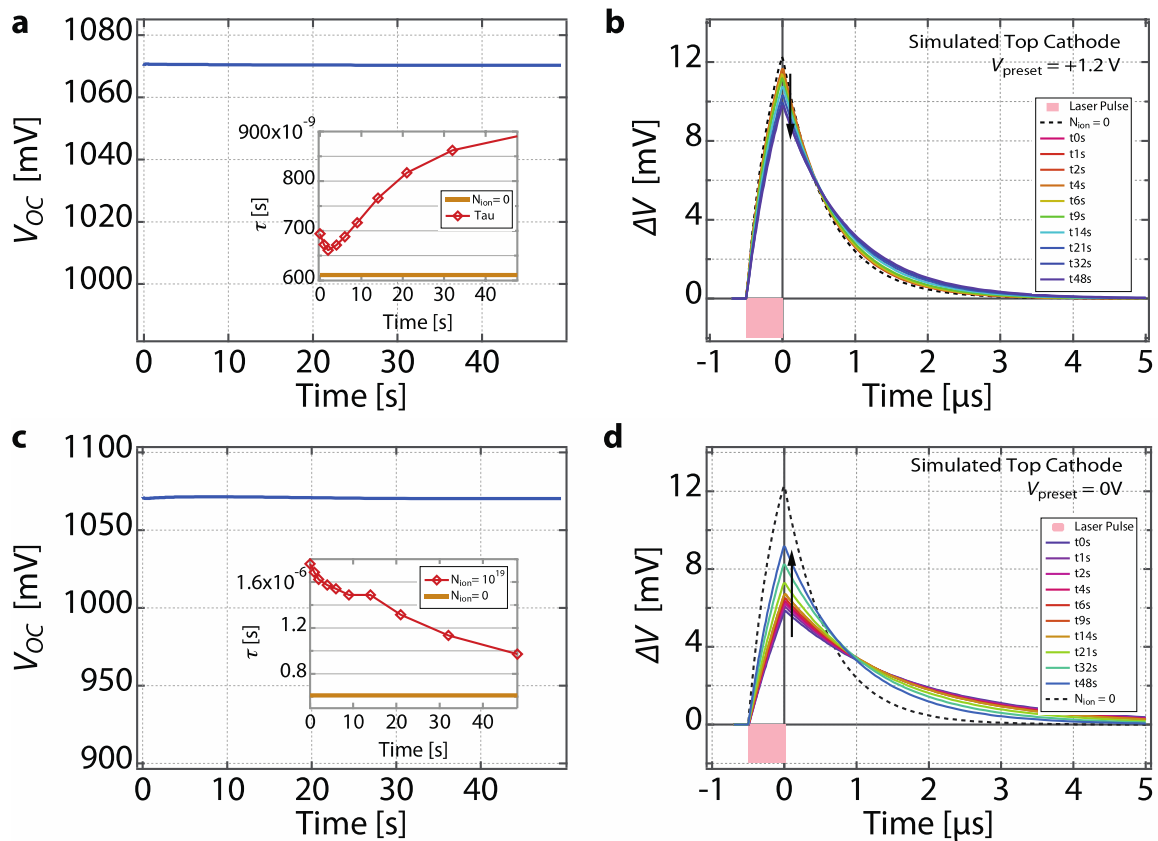 a
1080
1060
1040
1020
1000
V_OC [mV]
0 10 20 30 40
Time [s]
900x10⁻⁹
800
700
600
τ [s]
N_ion = 0
Tau
0 10 20 30 40
Time [s]
b
12
8
4
0
ΔV [mV]
Simulated Top Cathode
V_preset = +1.2 V
Laser Pulse
N_ion = 0
t0s
t1s
t2s
t4s
t6s
t9s
t14s
t21s
t32s
t48s
-1 0 1 2 3 4 5
Time [µs]
c
1100
1050
1000
950
900
V_OC [mV]
0 10 20 30 40
Time [s]
1.6x10⁻⁶
1.2
0.8
τ [s]
N_ion = 10¹⁹
N_ion = 0
0 10 20 30 40
Time [s]
d
12
8
4
0
ΔV [mV]
Simulated Top Cathode
V_preset = 0V
Laser Pulse
t0s
t1s
t2s
t4s
t6s
t9s
t14s
t21s
t32s
t48s
N_ion = 0
-1 0 1 2 3 4 5
Time [µs]